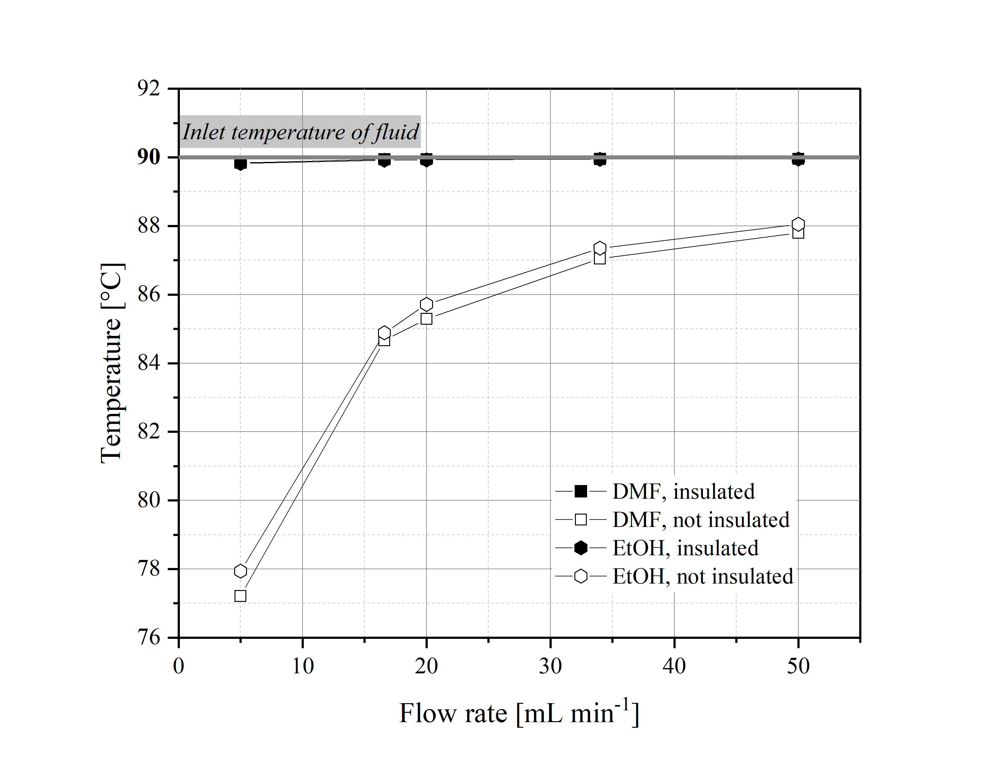 92
Inlet temperature of fluid
90
88
86
84
82
80
78
76
Temperature [°C]
DMF, insulated
DMF, not insulated
EtOH, insulated
EtOH, not insulated
0 10 20 30 40 50
Flow rate [mL min⁻¹]